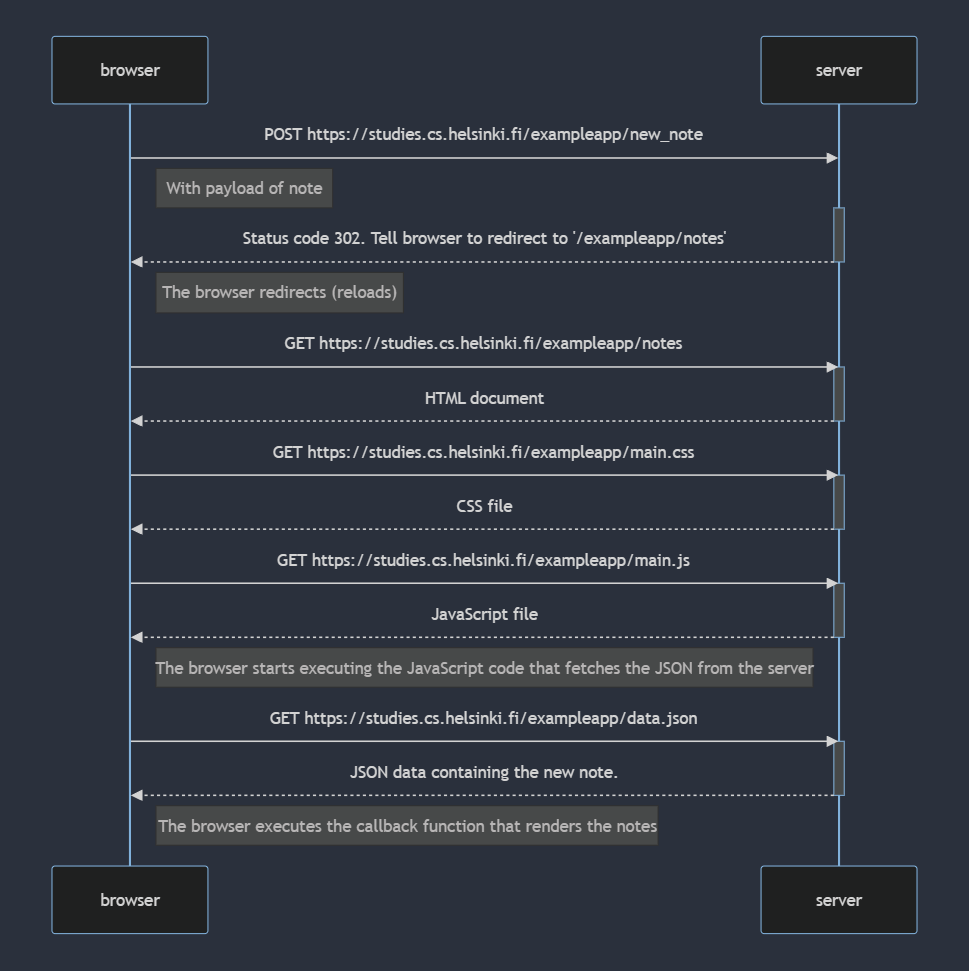 browser
server
POST https://studies.cs.helsinki.fi/exampleapp/new_note
With payload of note
Status code 302. Tell browser to redirect to '/exampleapp/notes'
The browser redirects (reloads)
GET https://studies.cs.helsinki.fi/exampleapp/notes
HTML document
GET https://studies.cs.helsinki.fi/exampleapp/main.css
CSS file
GET https://studies.cs.helsinki.fi/exampleapp/main.js
JavaScript file
The browser starts executing the JavaScript code that fetches the JSON from the server
GET https://studies.cs.helsinki.fi/exampleapp/data.json
JSON data containing the new note.
The browser executes the callback function that renders the notes
browser
server